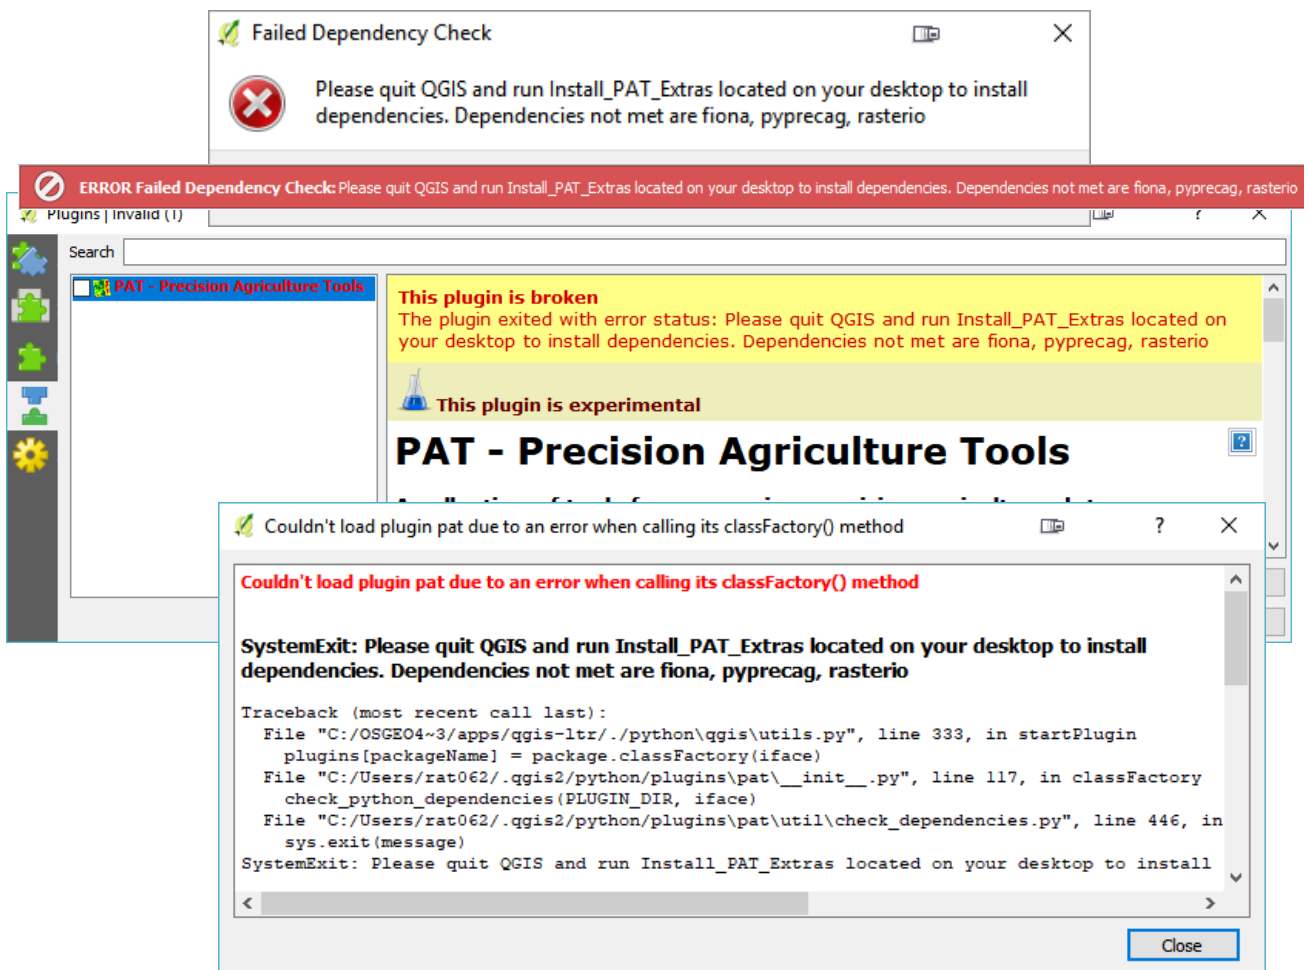 Failed Dependency Check
Please quit QGIS and run Install_PAT_Extras located on your desktop to install
dependencies. Dependencies not met are fiona, pyprecag, rasterio
ERROR Failed Dependency Check: Please quit QGIS and run Install_PAT_Extras located on your desktop to install dependencies. Dependencies not met are fiona, pyprecag, rasterio
Plugins | Invalid (1)
?
Search
PAT - Precision Agriculture Tools
This plugin is broken
The plugin exited with error status: Please quit QGIS and run Install_PAT_Extras located on
your desktop to install dependencies. Dependencies not met are fiona, pyprecag, rasterio
This plugin is experimental
PAT - Precision Agriculture Tools
?
Couldn't load plugin pat due to an error when calling its classFactory() method
?
Couldn't load plugin pat due to an error when calling its classFactory() method
SystemExit: Please quit QGIS and run Install_PAT_Extras located on your desktop to install
dependencies. Dependencies not met are fiona, pyprecag, rasterio
Traceback (most recent call last):
File "C:/OSGEO4~3/apps/qgis-ltr/./python\qgis\utils.py", line 333, in startPlugin
plugins[packageName] = package.classFactory(iface)
File "C:/Users/rat062/.qgis2/python/plugins\pat\__init__.py", line 117, in classFactory
check_python_dependencies(PLUGIN_DIR, iface)
File "C:/Users/rat062/.qgis2/python/plugins\pat\util\check_dependencies.py", line 446, in
sys.exit(message)
SystemExit: Please quit QGIS and run Install_PAT_Extras located on your desktop to install
Close